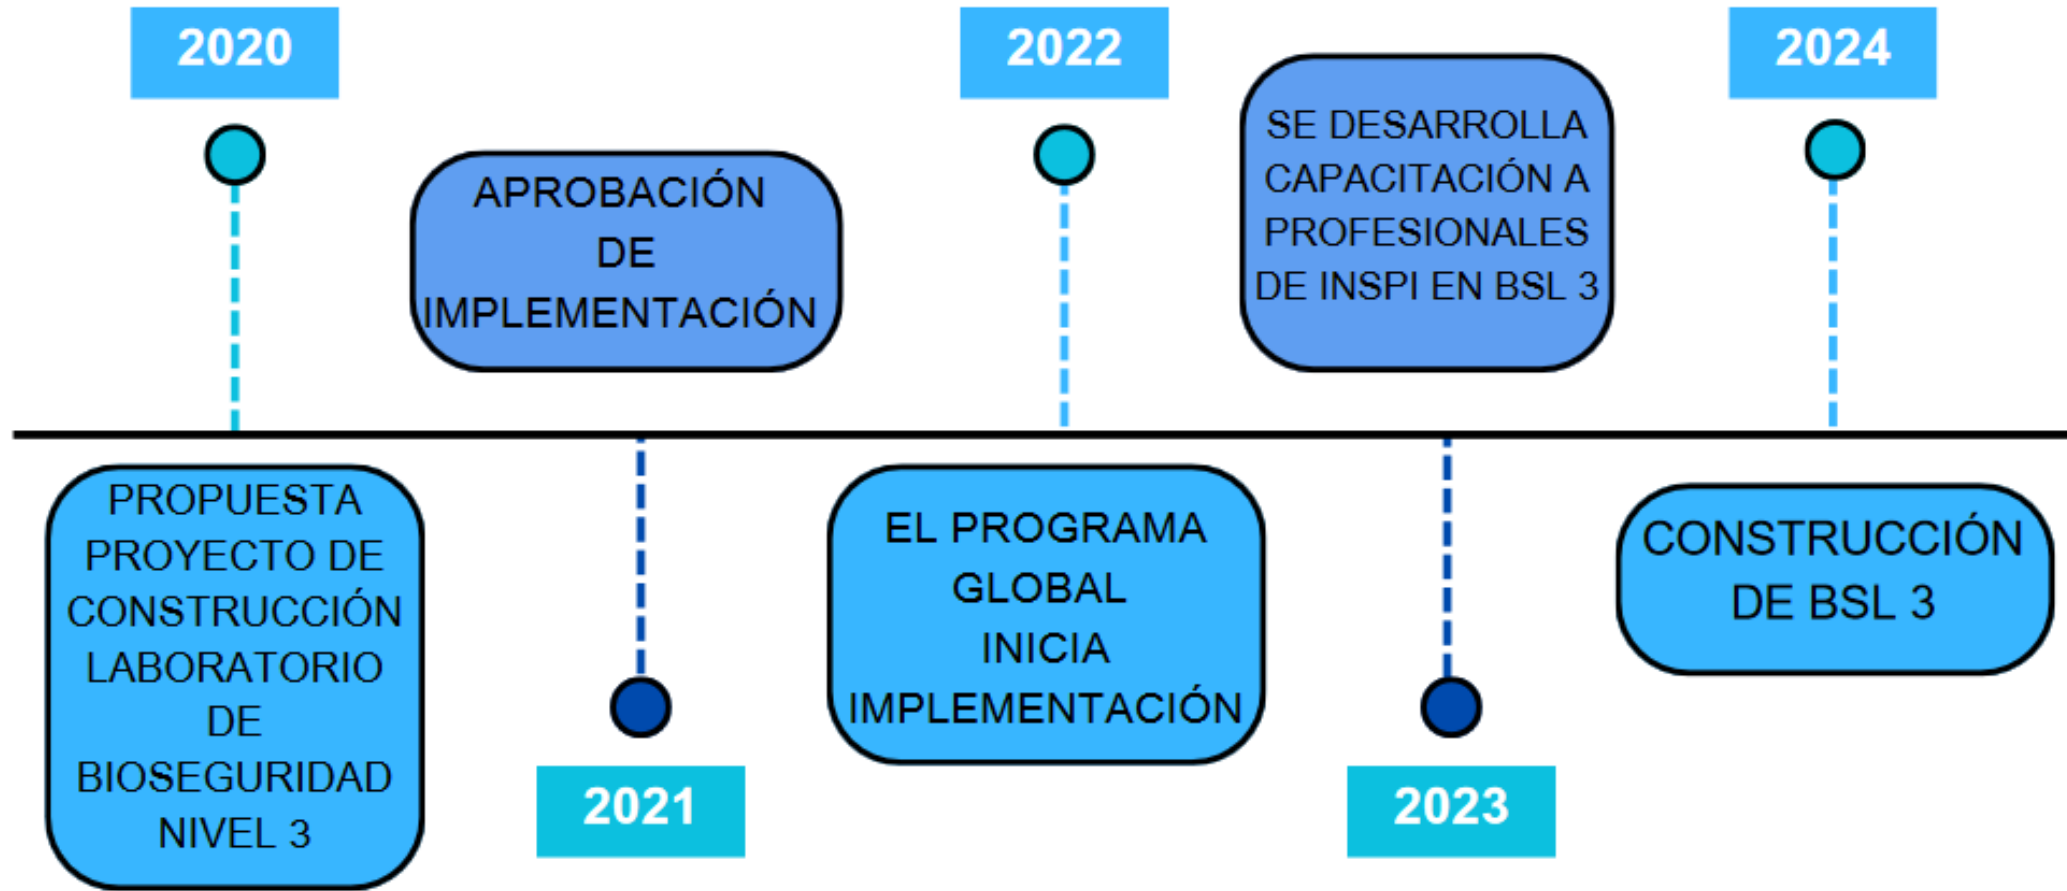 2020
PROPUESTA
PROYECTO DE
CONSTRUCCIÓN
LABORATORIO
DE
BIOSEGURIDAD
NIVEL 3
APROBACIÓN
DE
IMPLEMENTACIÓN
2021
2022
EL PROGRAMA
GLOBAL
INICIA
IMPLEMENTACIÓN
SE DESARROLLA
CAPACITACIÓN A
PROFESIONALES
DE INSPI EN BSL 3
2023
2024
CONSTRUCCIÓN
DE BSL 3